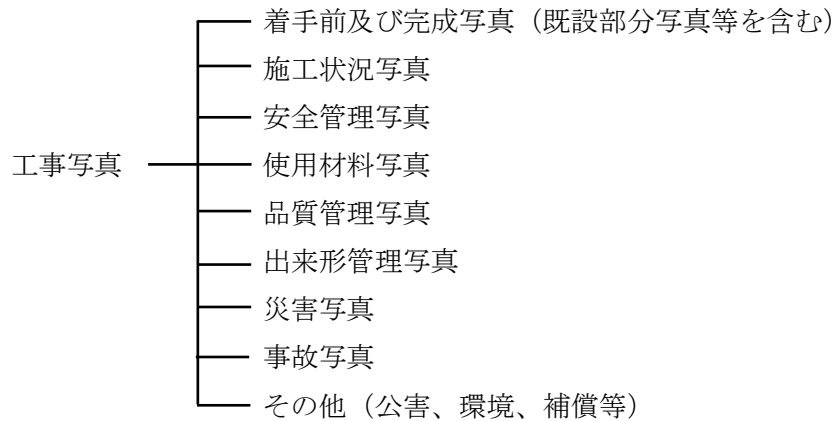 着手前及び完成写真（既設部分写真等を含む）
施工状況写真
安全管理写真
工事写真
使用材料写真
品質管理写真
出来形管理写真
災害写真
事故写真
その他（公害、環境、補償等）